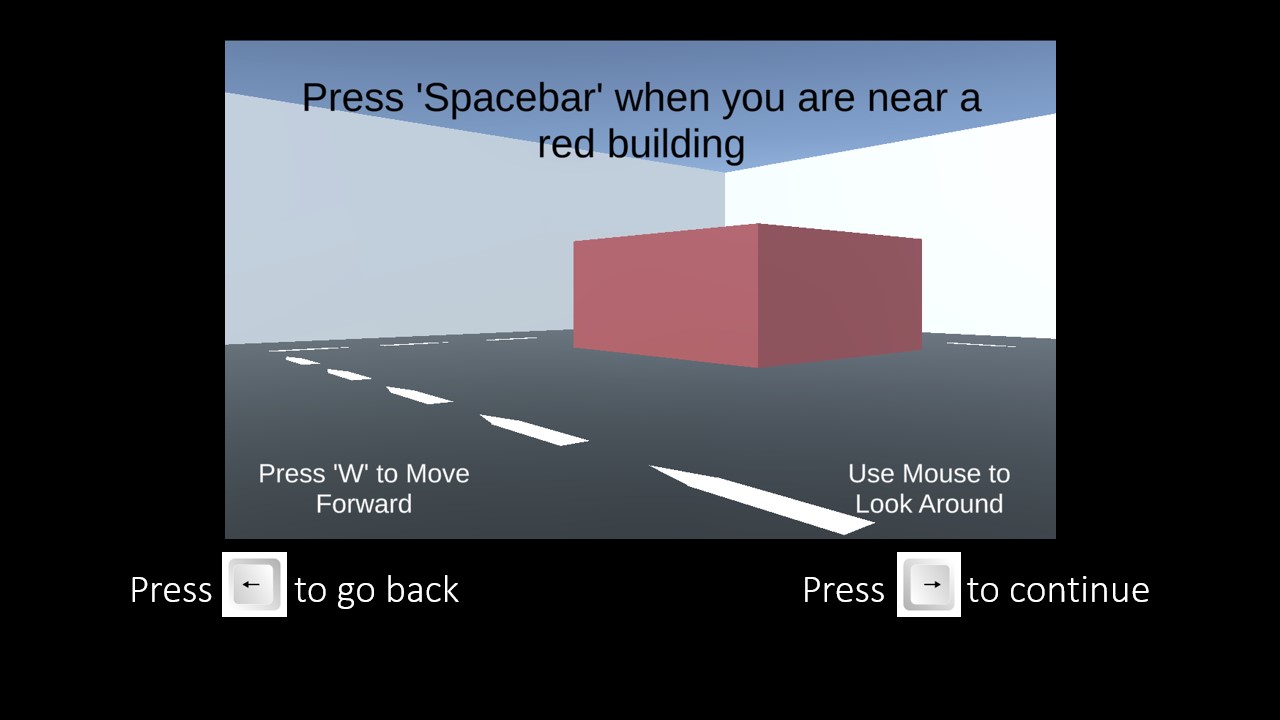 Press 'Spacebar' when you are near a
red building
Press 'W' to Move
Forward
Use Mouse to
Look Around
Press ← to go back
Press → to continue